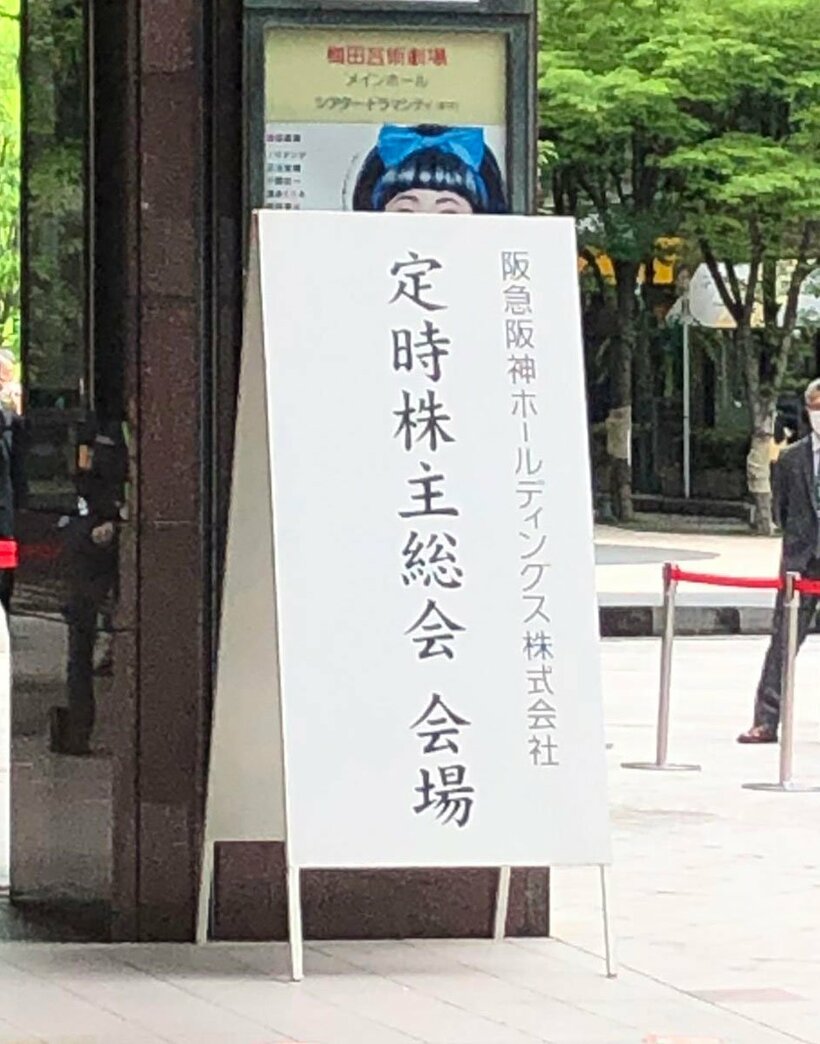 梅田芸術劇場
メインホール
シアター・ドラマシティ
阪急阪神ホールディングス株式会社
定時株主総会 会場